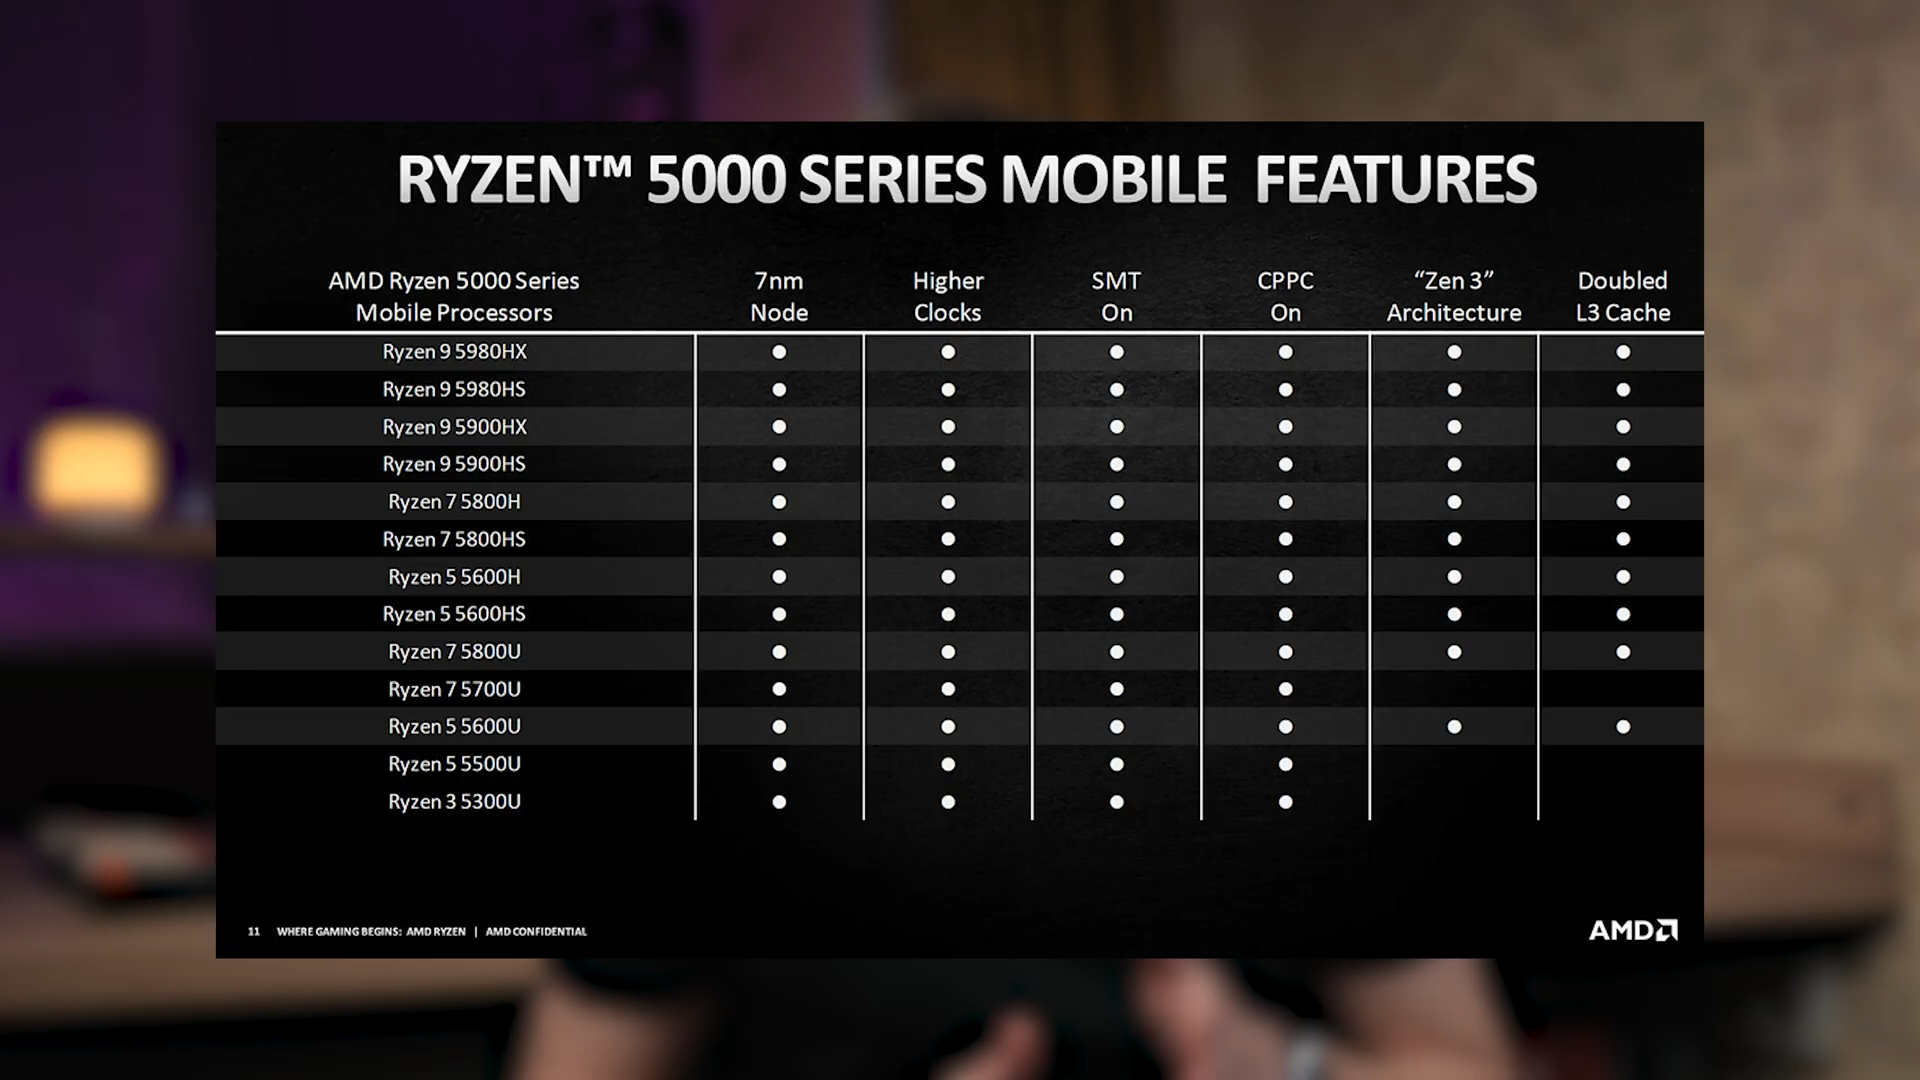 RYZEN™ 5000 SERIES MOBILE FEATURES
AMD Ryzen 5000 Series Mobile Processors
7nm Node
Higher Clocks
SMT On
CPPC On
“Zen 3” Architecture
Doubled L3 Cache
Ryzen 9 5980HX ● ● ● ● ● ●
Ryzen 9 5980HS ● ● ● ● ● ●
Ryzen 9 5900HX ● ● ● ● ● ●
Ryzen 9 5900HS ● ● ● ● ● ●
Ryzen 7 5800H ● ● ● ● ● ●
Ryzen 7 5800HS ● ● ● ● ● ●
Ryzen 5 5600H ● ● ● ● ● ●
Ryzen 5 5600HS ● ● ● ● ● ●
Ryzen 7 5800U ● ● ● ● ● ●
Ryzen 7 5700U ● ● ● ●
Ryzen 5 5600U ● ● ● ● ● ●
Ryzen 5 5500U ● ● ● ●
Ryzen 3 5300U ● ● ● ●
11 WHERE GAMING BEGINS: AMD RYZEN | AMD CONFIDENTIAL
AMD